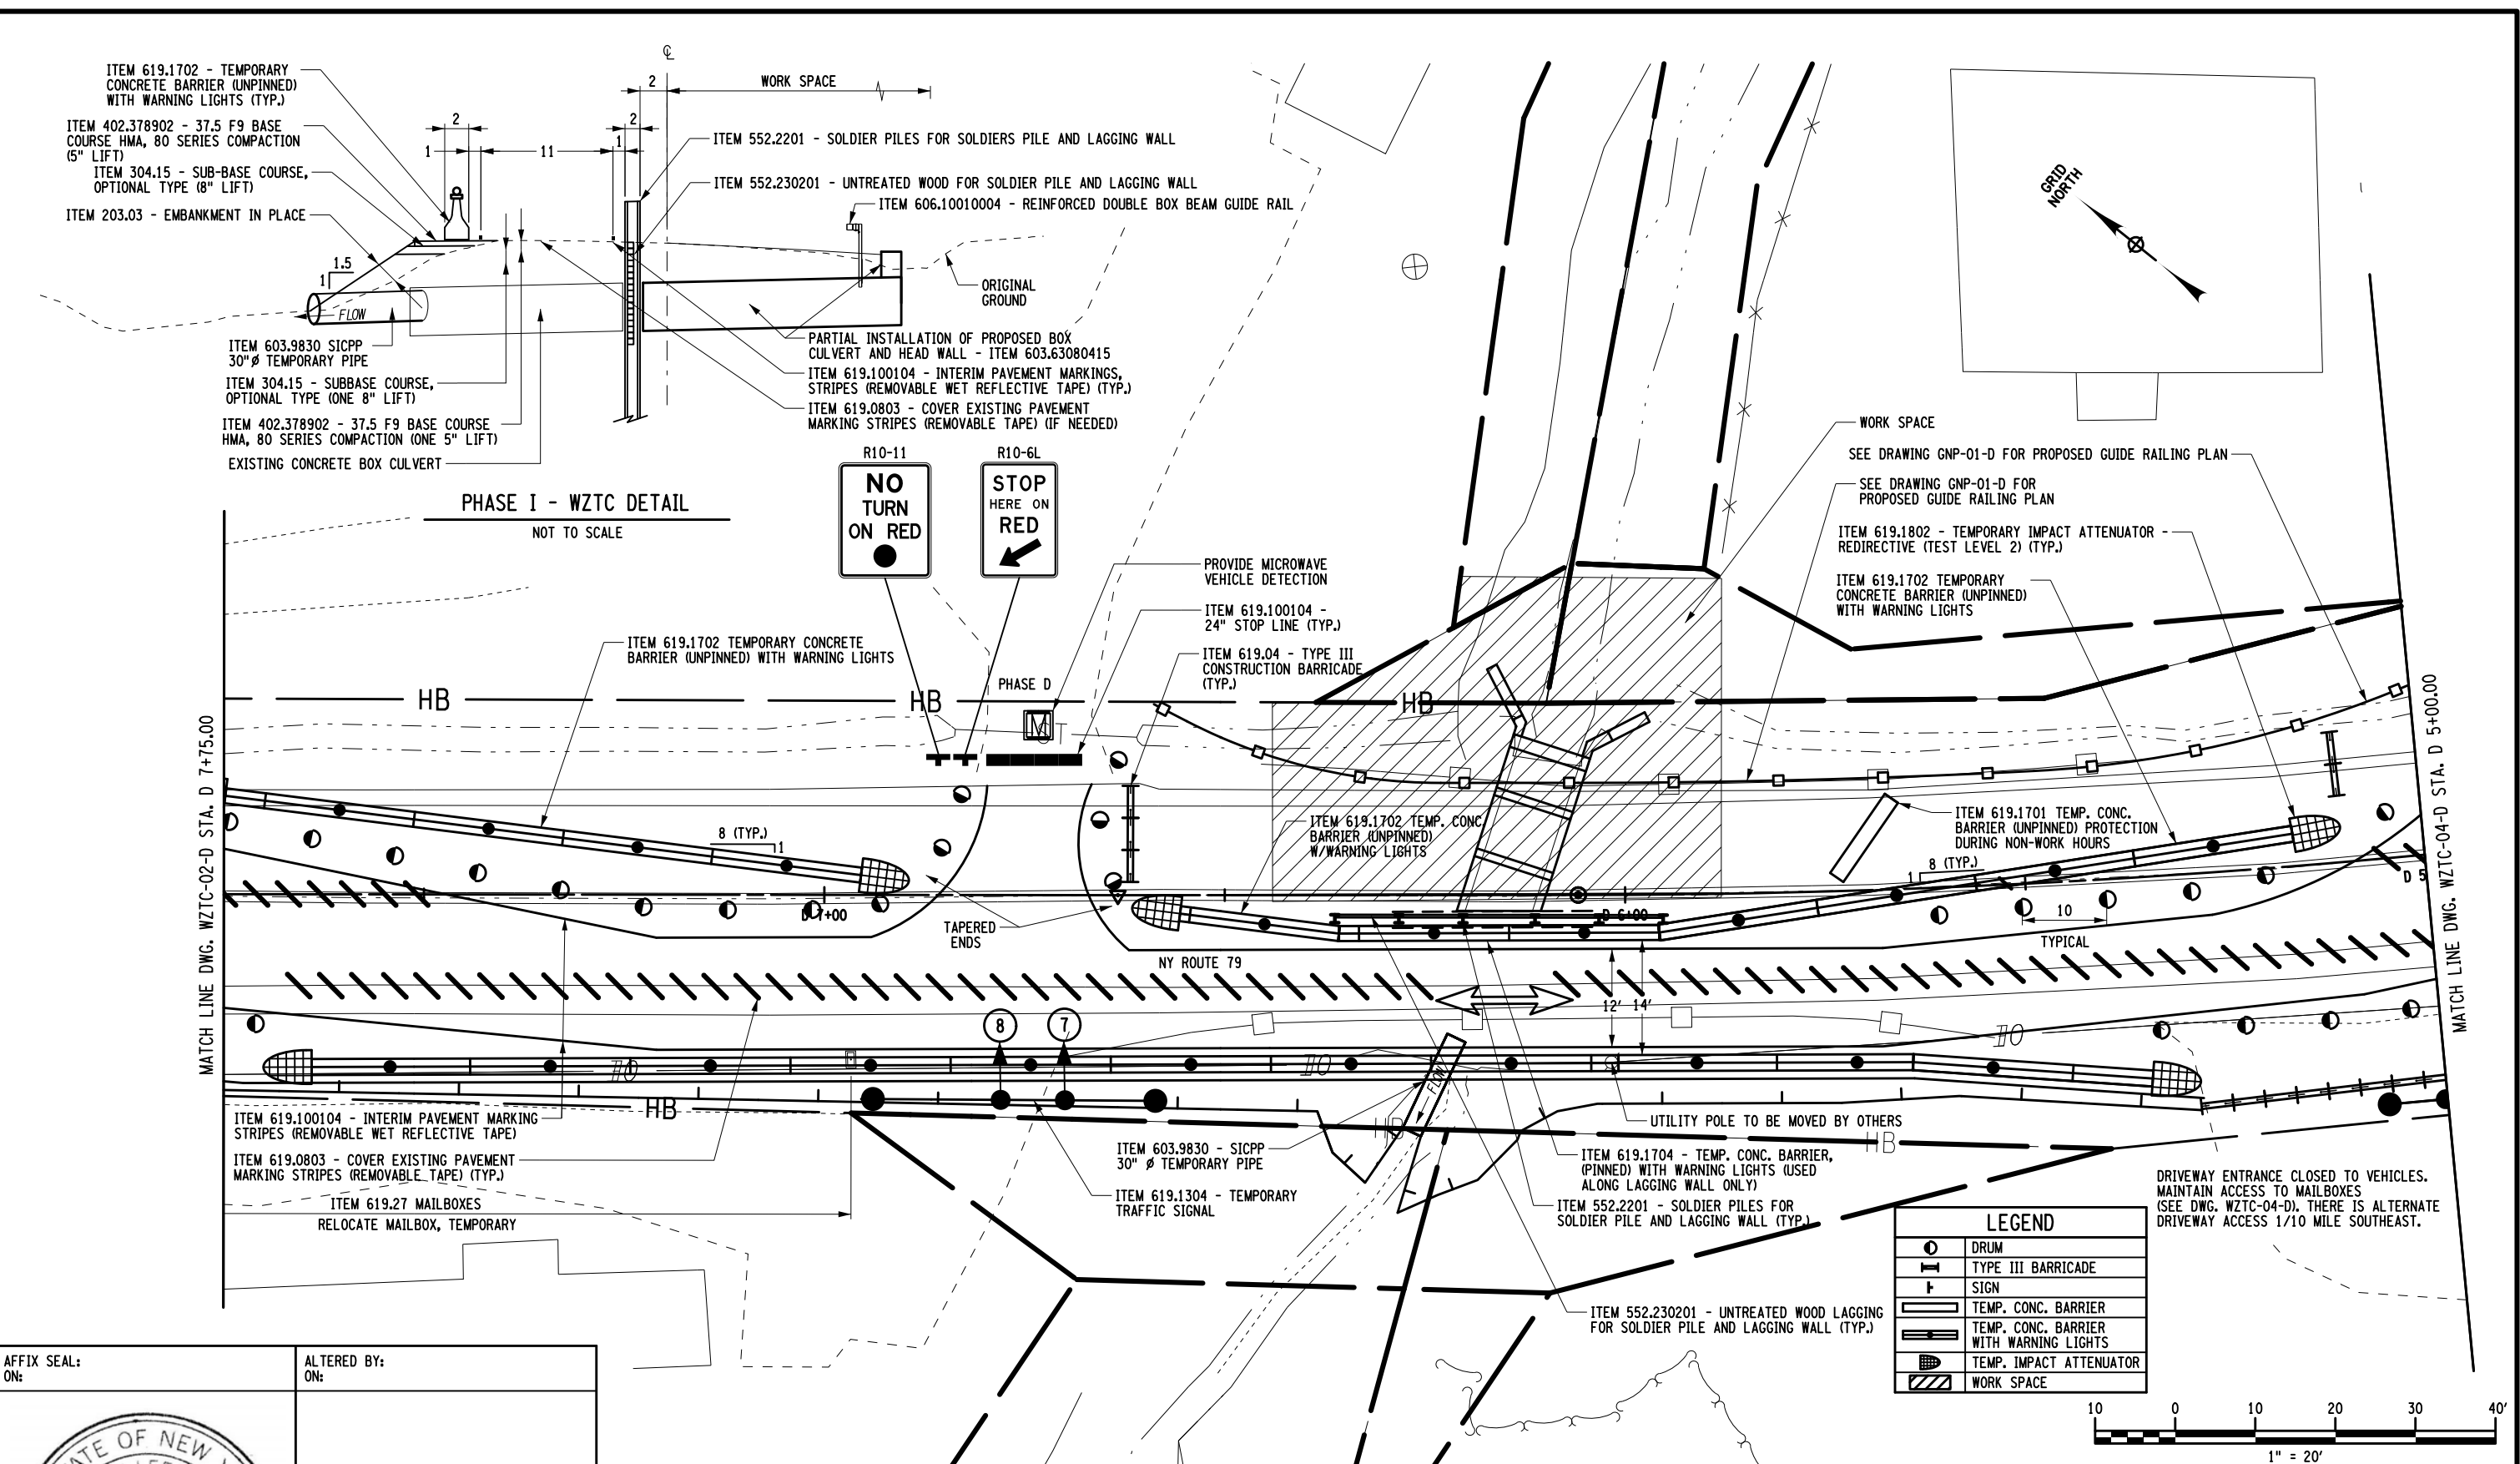 ℄
ITEM 619.1702 - TEMPORARY
CONCRETE BARRIER (UNPINNED)
WITH WARNING LIGHTS (TYP.)
ITEM 402.378902 - 37.5 F9 BASE
COURSE HMA, 80 SERIES COMPACTION
(5" LIFT)
ITEM 304.15 - SUB-BASE COURSE,
OPTIONAL TYPE (8" LIFT)
ITEM 203.03 - EMBANKMENT IN PLACE
2
1
11
1
2
2
WORK SPACE
ITEM 552.2201 - SOLDIER PILES FOR SOLDIERS PILE AND LAGGING WALL
ITEM 552.230201 - UNTREATED WOOD FOR SOLDIER PILE AND LAGGING WALL
ITEM 606.10010004 - REINFORCED DOUBLE BOX BEAM GUIDE RAIL
1.5
1
FLOW
ORIGINAL
GROUND
ITEM 603.9830 SICPP
30"Ø TEMPORARY PIPE
ITEM 304.15 - SUBBASE COURSE,
OPTIONAL TYPE (ONE 8" LIFT)
ITEM 402.378902 - 37.5 F9 BASE COURSE
HMA, 80 SERIES COMPACTION (ONE 5" LIFT)
EXISTING CONCRETE BOX CULVERT
PARTIAL INSTALLATION OF PROPOSED BOX
CULVERT AND HEAD WALL - ITEM 603.63080415
ITEM 619.100104 - INTERIM PAVEMENT MARKINGS,
STRIPES (REMOVABLE WET REFLECTIVE TAPE) (TYP.)
ITEM 619.0803 - COVER EXISTING PAVEMENT
MARKING STRIPES (REMOVABLE TAPE) (IF NEEDED)
PHASE I - WZTC DETAIL
NOT TO SCALE
R10-11
NO
TURN
ON RED
R10-6L
STOP
HERE ON
RED
GRID
NORTH
WORK SPACE
SEE DRAWING GNP-01-D FOR PROPOSED GUIDE RAILING PLAN
SEE DRAWING GNP-01-D FOR
PROPOSED GUIDE RAILING PLAN
ITEM 619.1802 - TEMPORARY IMPACT ATTENUATOR -
REDIRECTIVE (TEST LEVEL 2) (TYP.)
ITEM 619.1702 TEMPORARY
CONCRETE BARRIER (UNPINNED)
WITH WARNING LIGHTS
PROVIDE MICROWAVE
VEHICLE DETECTION
ITEM 619.100104 -
24" STOP LINE (TYP.)
ITEM 619.04 - TYPE III
CONSTRUCTION BARRICADE
(TYP.)
ITEM 619.1702 TEMPORARY CONCRETE
BARRIER (UNPINNED) WITH WARNING LIGHTS
PHASE D
HB
HB
HB
M
MATCH LINE DWG. WZTC-02-D STA. D 7+75.00
MATCH LINE DWG. WZTC-04-D STA. D 5+00.00
8 (TYP.)
1
ITEM 619.1702 TEMP. CONC
BARRIER (UNPINNED)
W/WARNING LIGHTS
ITEM 619.1701 TEMP. CONC.
BARRIER (UNPINNED) PROTECTION
DURING NON-WORK HOURS
8 (TYP.)
1
D 5
D 7+00
D 6+00
10
TYPICAL
TAPERED
ENDS
NY ROUTE 79
12'
14'
8
7
FLOW
HB
HB
HB
ITEM 619.100104 - INTERIM PAVEMENT MARKING
STRIPES (REMOVABLE WET REFLECTIVE TAPE)
ITEM 619.0803 - COVER EXISTING PAVEMENT
MARKING STRIPES (REMOVABLE TAPE) (TYP.)
ITEM 619.27 MAILBOXES
RELOCATE MAILBOX, TEMPORARY
ITEM 603.9830 - SICPP
30" Ø TEMPORARY PIPE
ITEM 619.1304 - TEMPORARY
TRAFFIC SIGNAL
UTILITY POLE TO BE MOVED BY OTHERS
ITEM 619.1704 - TEMP. CONC. BARRIER,
(PINNED) WITH WARNING LIGHTS (USED
ALONG LAGGING WALL ONLY)
ITEM 552.2201 - SOLDIER PILES FOR
SOLDIER PILE AND LAGGING WALL (TYP.)
ITEM 552.230201 - UNTREATED WOOD LAGGING
FOR SOLDIER PILE AND LAGGING WALL (TYP.)
DRIVEWAY ENTRANCE CLOSED TO VEHICLES.
MAINTAIN ACCESS TO MAILBOXES
(SEE DWG. WZTC-04-D). THERE IS ALTERNATE
DRIVEWAY ACCESS 1/10 MILE SOUTHEAST.
LEGEND
DRUM
TYPE III BARRICADE
SIGN
TEMP. CONC. BARRIER
TEMP. CONC. BARRIER
WITH WARNING LIGHTS
TEMP. IMPACT ATTENUATOR
WORK SPACE
10 0 10 20 30 40'
1" = 20'
AFFIX SEAL:
ON:
ALTERED BY:
ON:
OF NEW